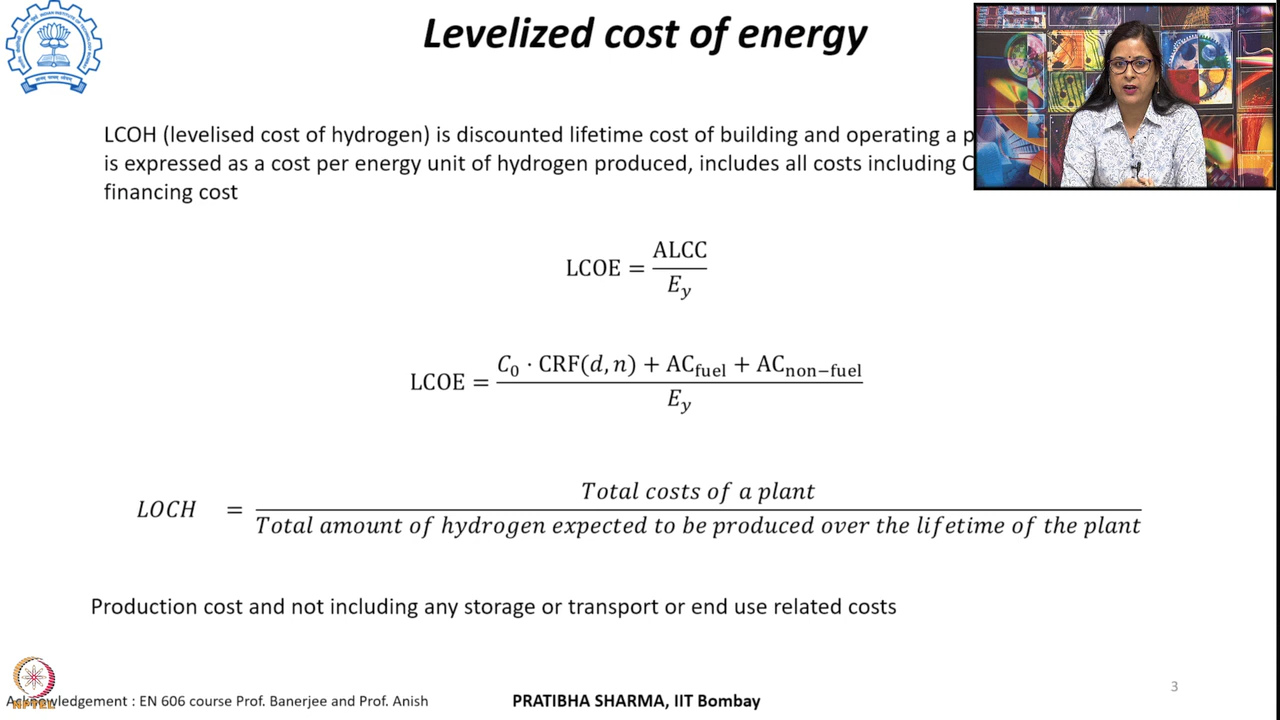 Levelized cost of energy
LCOH (levelised cost of hydrogen) is discounted lifetime cost of building and operating a p
is expressed as a cost per energy unit of hydrogen produced, includes all costs including C
financing cost
LCOE = ALCC / E_y
LCOE = C_0 · CRF(d, n) + AC_fuel + AC_non−fuel / E_y
LOCH = Total costs of a plant / Total amount of hydrogen expected to be produced over the lifetime of the plant
Production cost and not including any storage or transport or end use related costs
3
Acknowledgement : EN 606 course Prof. Banerjee and Prof. Anish
PRATIBHA SHARMA, IIT Bombay
NPTEL